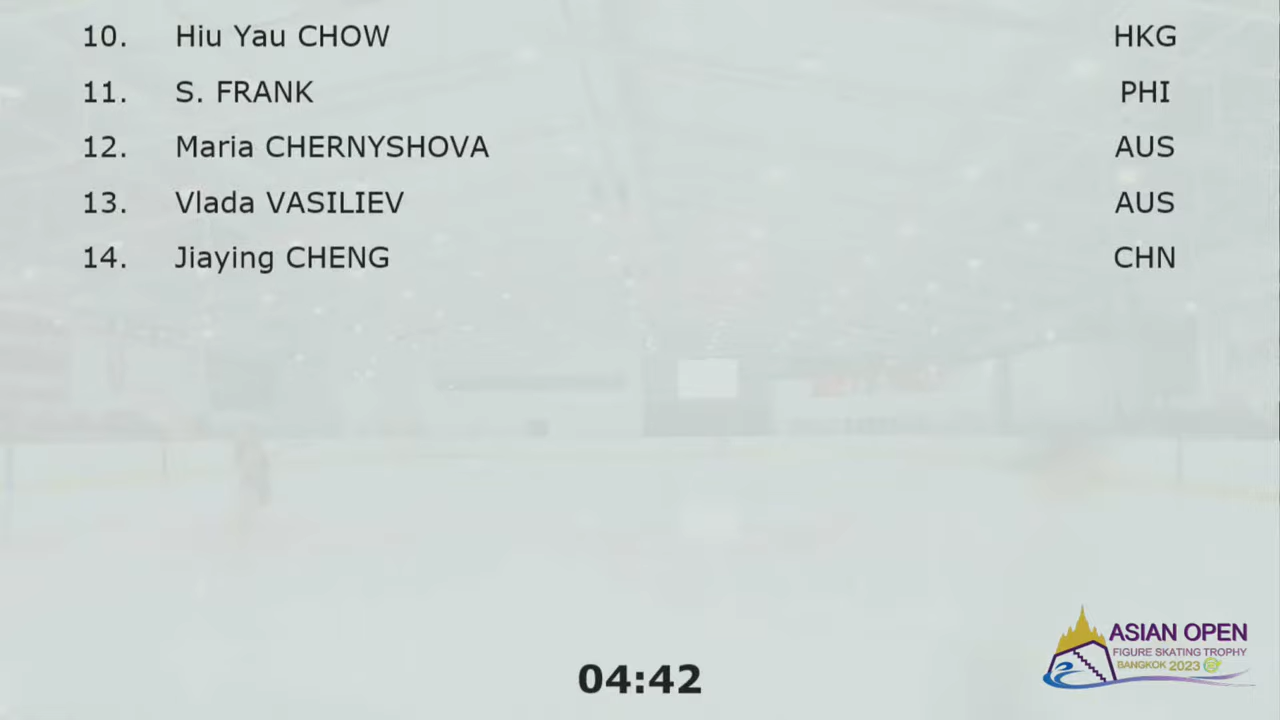 10. Hiu Yau CHOW HKG
11. S. FRANK PHI
12. Maria CHERNYSHOVA AUS
13. Vlada VASILIEV AUS
14. Jiaying CHENG CHN
04:42
ASIAN OPEN
FIGURE SKATING TROPHY
BANGKOK 2023